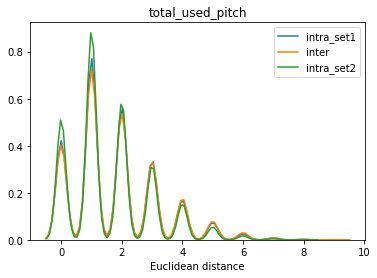 total_used_pitch
intra_set1
inter
intra_set2
0.8
0.6
0.4
0.2
0.0
0 2 4 6 8 10
Euclidean distance